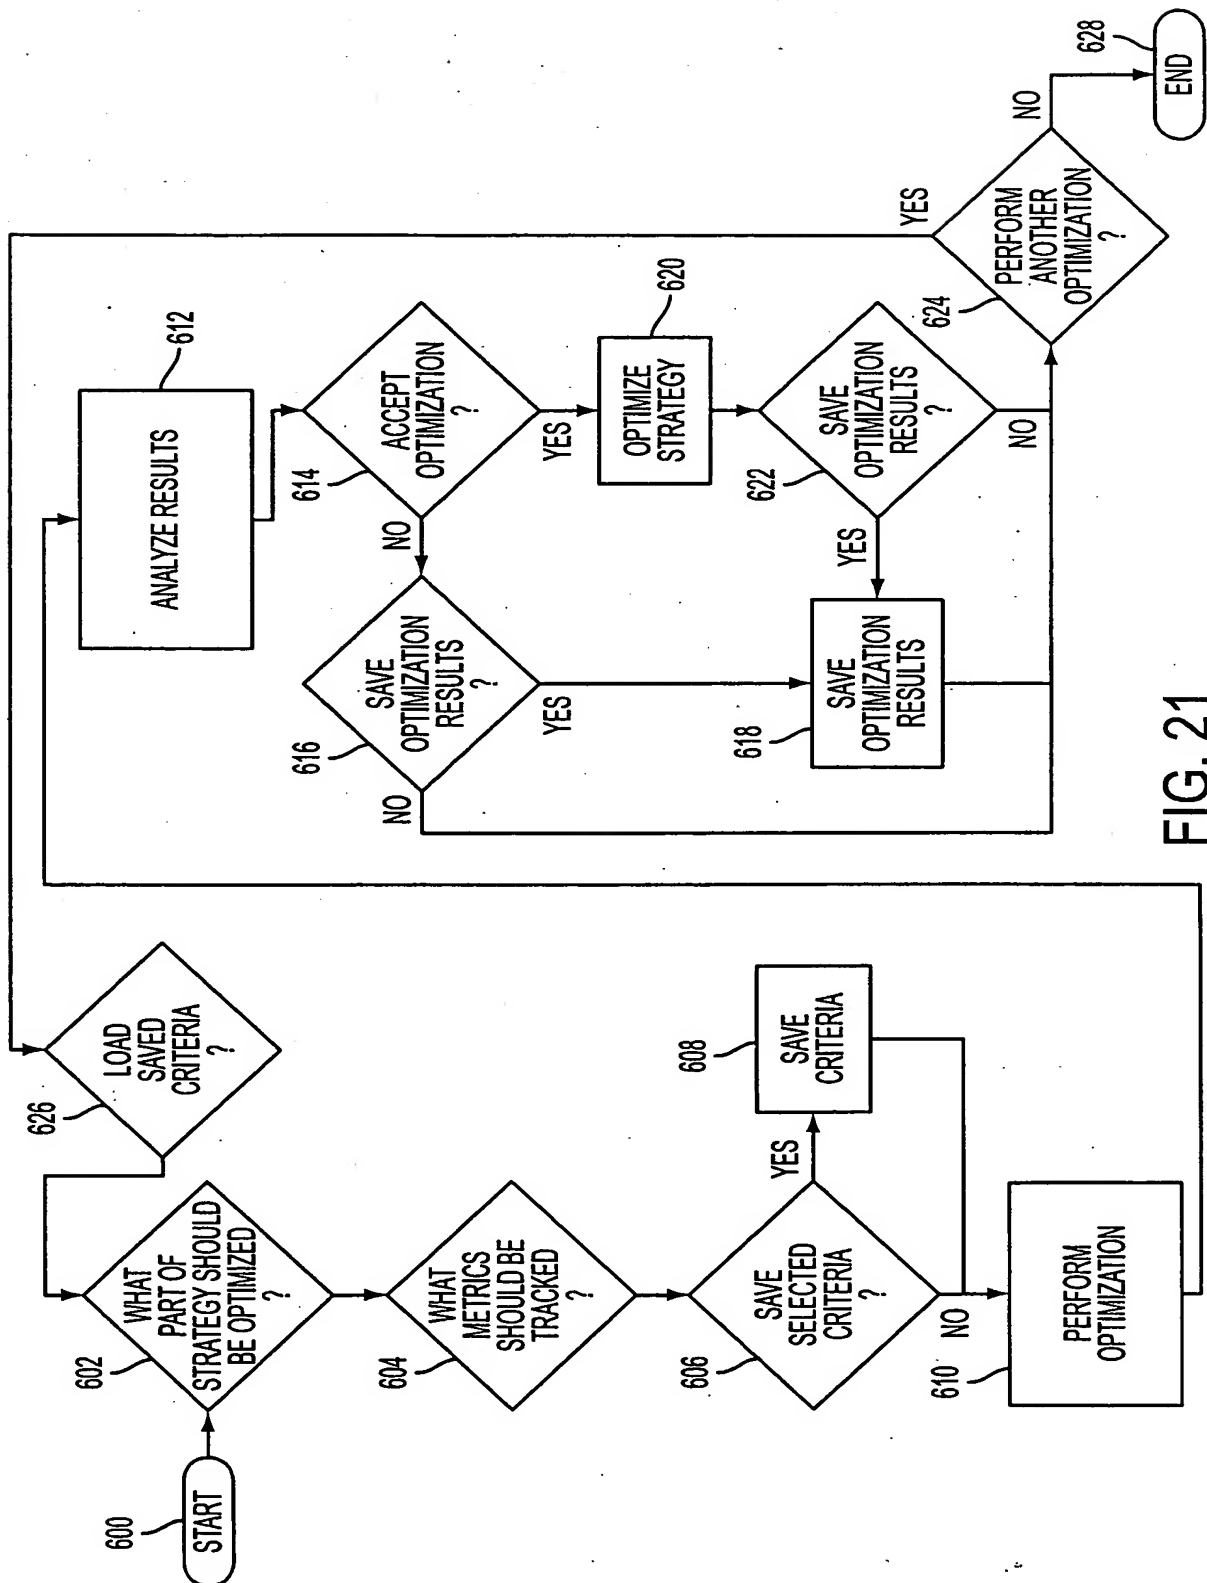 600
START
602
WHAT
PART OF
STRATEGY SHOULD
BE OPTIMIZED
?
604
WHAT
METRICS
SHOULD BE
TRACKED
?
606
SAVE
SELECTED
CRITERIA
?
YES
NO
608
SAVE
CRITERIA
610
PERFORM
OPTIMIZATION
626
LOAD
SAVED
CRITERIA
?
612
ANALYZE RESULTS
614
ACCEPT
OPTIMIZATION
?
NO
YES
616
SAVE
OPTIMIZATION
RESULTS
?
NO
YES
618
SAVE
OPTIMIZATION
RESULTS
620
OPTIMIZE
STRATEGY
622
SAVE
OPTIMIZATION
RESULTS
?
YES
NO
624
PERFORM
ANOTHER
OPTIMIZATION
?
YES
NO
628
END
FIG. 21